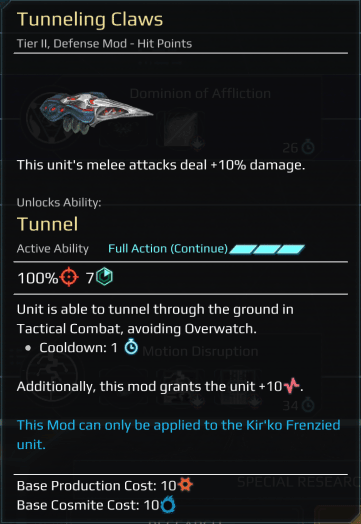 Tunneling Claws
Tier II, Defense Mod - Hit Points
Dominion of Affliction
26
This unit's melee attacks deal +10% damage.
Unlocks Ability:
Tunnel
Active Ability Full Action (Continue)
100% 7
Unit is able to tunnel through the ground in
Tactical Combat, avoiding Overwatch.
Cooldown: 1
Motion Disruption
Additionally, this mod grants the unit +10.
34
This Mod can only be applied to the Kir'ko Frenzied
unit.
Base Production Cost: 10
SPECIAL RESEARC
Base Cosmite Cost: 10